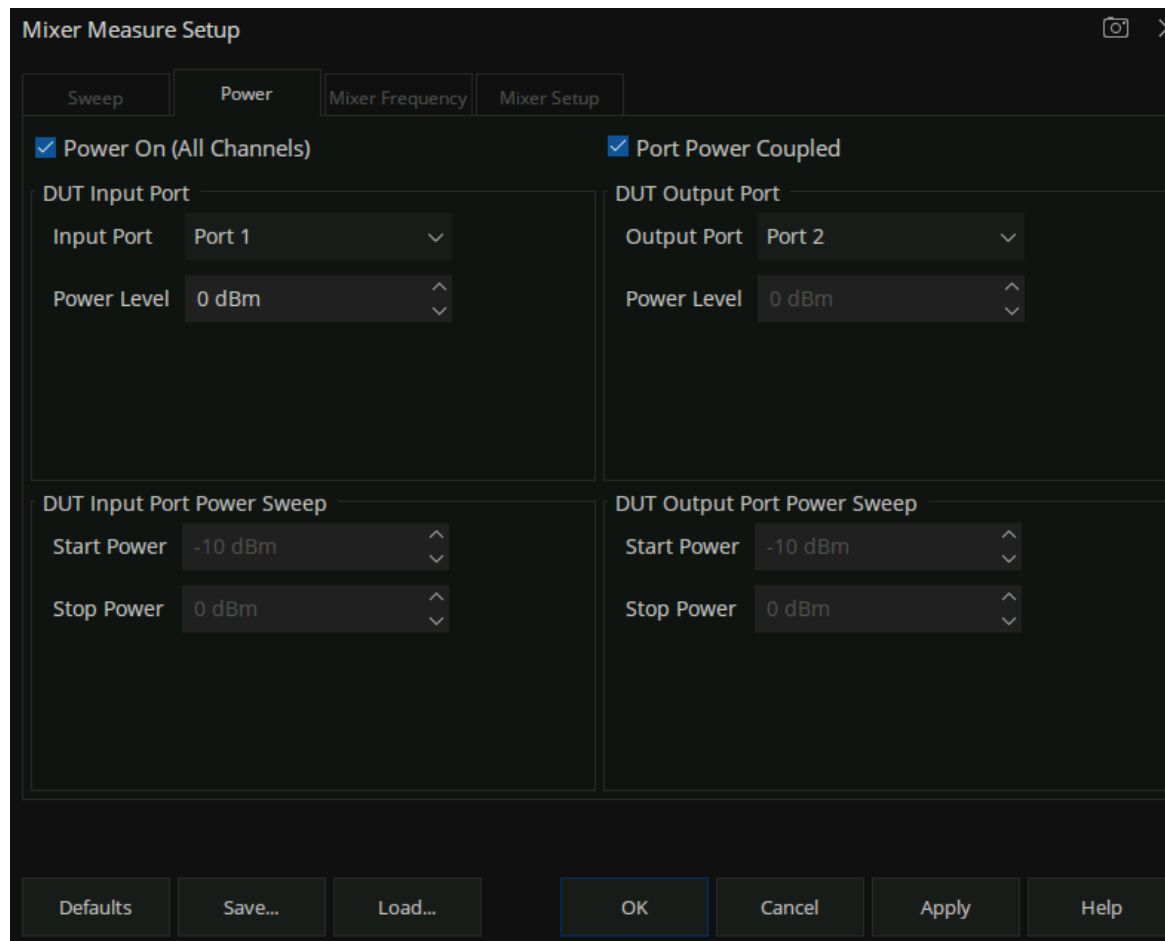 Mixer Measure Setup
Sweep Power Mixer Frequency Mixer Setup
Power On (All Channels) Port Power Coupled
DUT Input Port DUT Output Port
Input Port Port 1 Output Port Port 2
Power Level 0 dBm Power Level 0 dBm
DUT Input Port Power Sweep DUT Output Port Power Sweep
Start Power -10 dBm Start Power -10 dBm
Stop Power 0 dBm Stop Power 0 dBm
Defaults Save... Load... OK Cancel Apply Help